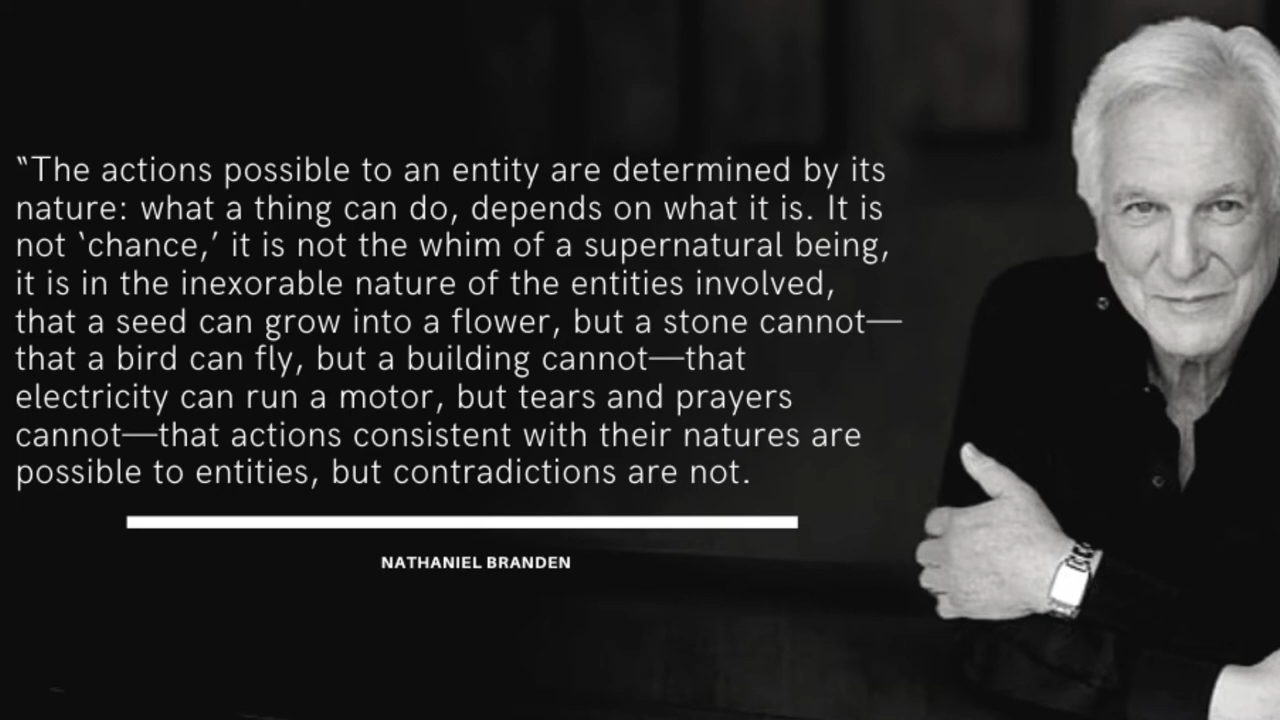 “The actions possible to an entity are determined by its
nature: what a thing can do, depends on what it is. It is
not ‘chance,’ it is not the whim of a supernatural being,
it is in the inexorable nature of the entities involved,
that a seed can grow into a flower, but a stone cannot—
that a bird can fly, but a building cannot—that
electricity can run a motor, but tears and prayers
cannot—that actions consistent with their natures are
possible to entities, but contradictions are not.
NATHANIEL BRANDEN